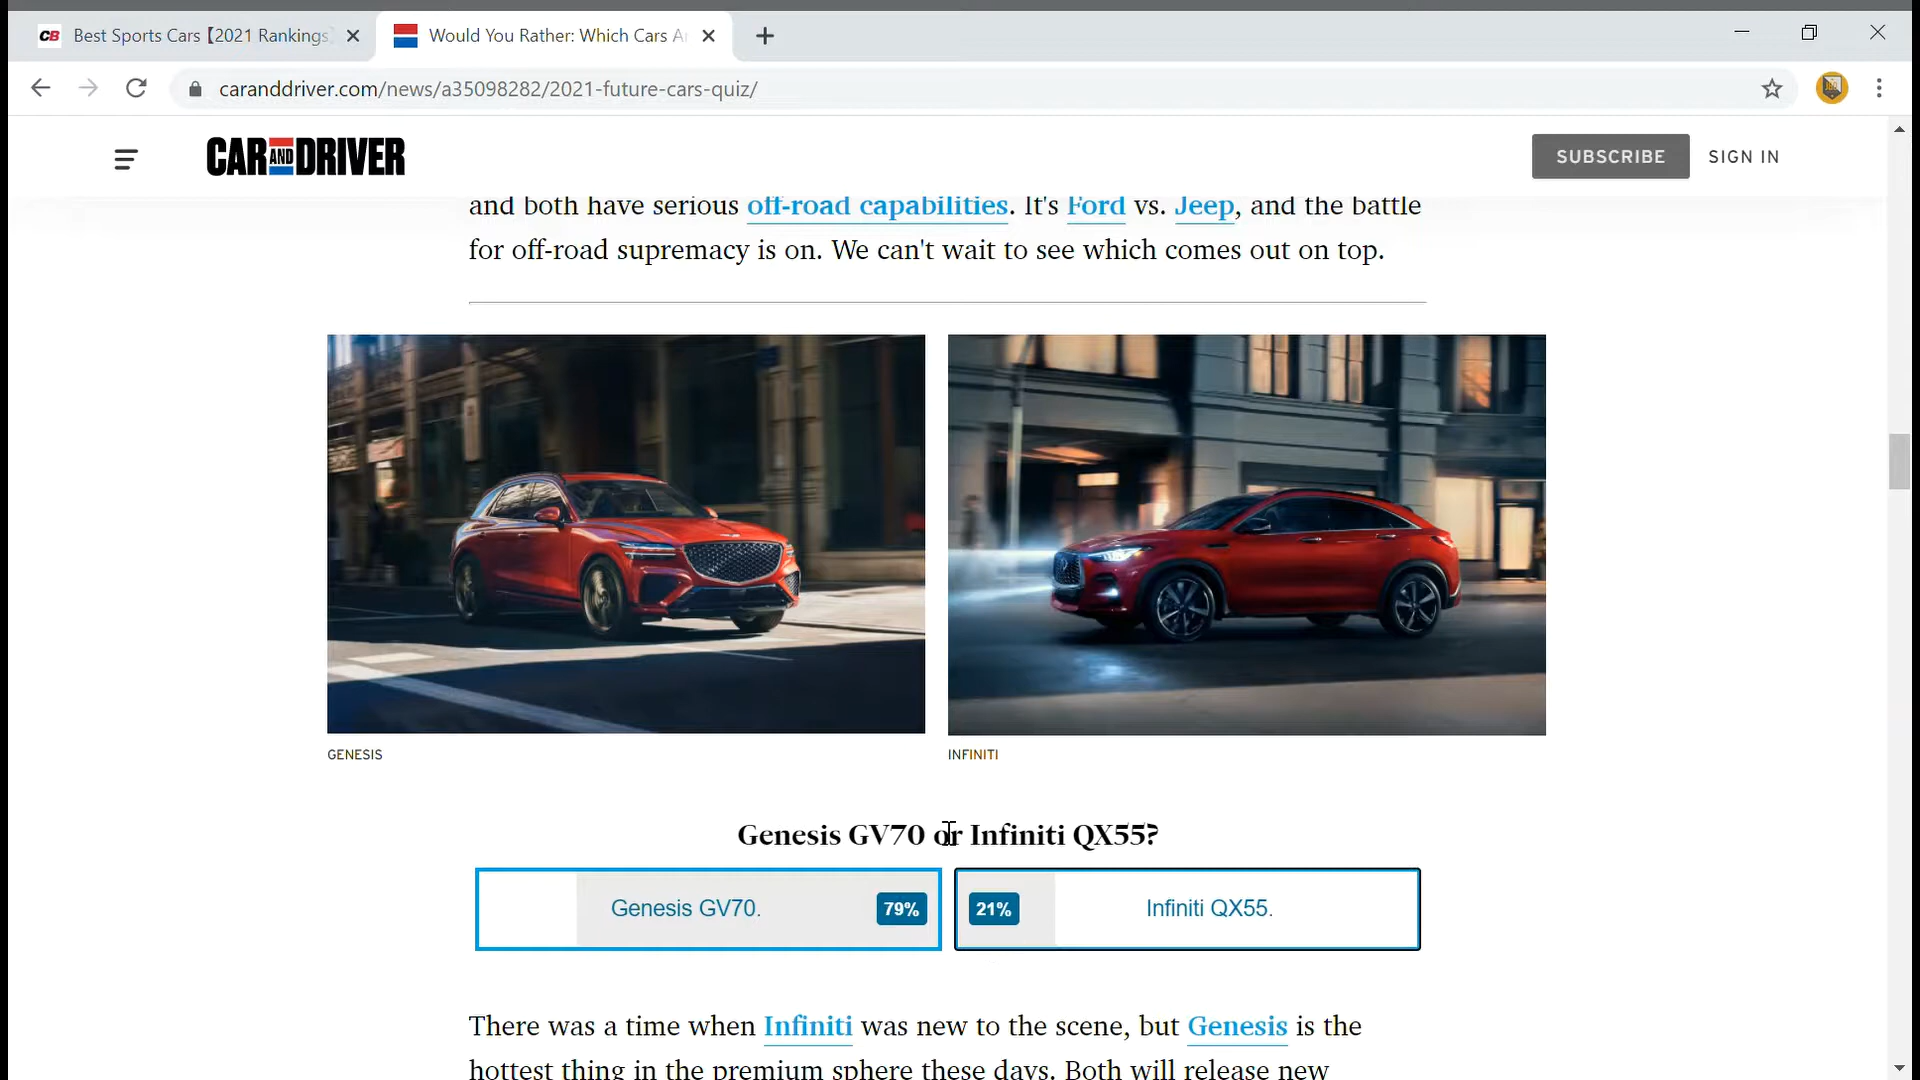 CB Best Sports Cars【2021 Rankings
Would You Rather: Which Cars A
caranddriver.com/news/a35098282/2021-future-cars-quiz/
CAR AND DRIVER
SUBSCRIBE
SIGN IN
and both have serious off-road capabilities. It's Ford vs. Jeep, and the battle
for off-road supremacy is on. We can't wait to see which comes out on top.
GENESIS
INFINITI
Genesis GV70 or Infiniti QX55?
Genesis GV70. 79%
21% Infiniti QX55.
There was a time when Infiniti was new to the scene, but Genesis is the
hottest thing in the premium sphere these days. Both will release new